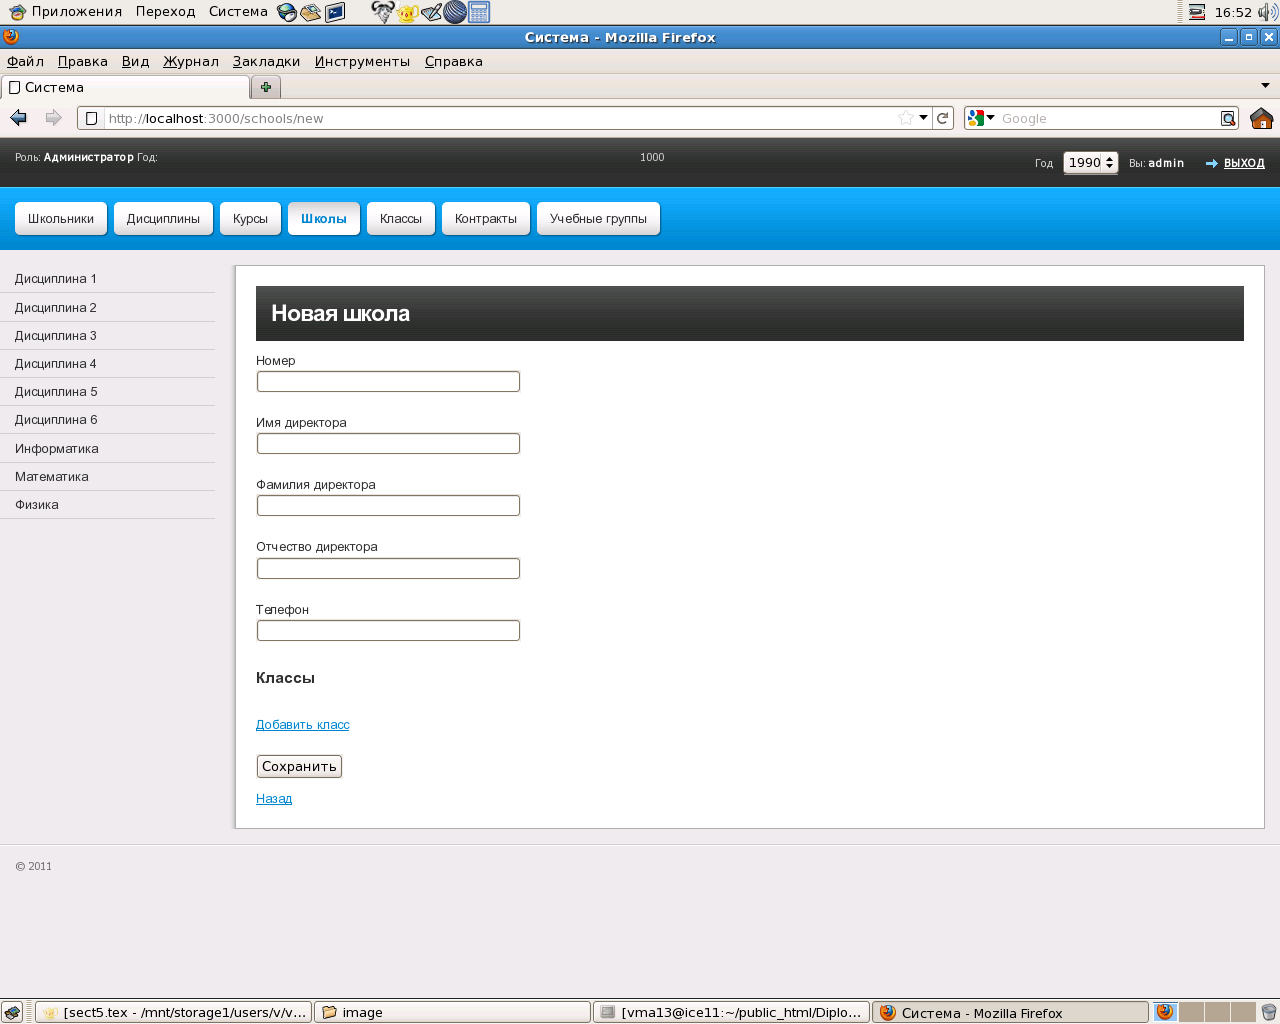 Приложения Переход Система 16:52
Система - Mozilla Firefox
Файл Правка Вид Журнал Закладки Инструменты Справка
Система
http://localhost:3000/schools/new Google
Роль: Администратор Год: 1000 Год 1990 Вы: admin ВЫХОД
Школьники Дисциплины Курсы Школы Классы Контракты Учебные группы
Дисциплина 1
Дисциплина 2
Дисциплина 3
Дисциплина 4
Дисциплина 5
Дисциплина 6
Информатика
Математика
Физика
Новая школа
Номер
Имя директора
Фамилия директора
Отчество директора
Телефон
Классы
Добавить класс
Сохранить
Назад
© 2011
[sect5.tex - /mnt/storage1/users/v/v... image [vma13@ice11:~/public_html/Diplo... Система - Mozilla Firefox